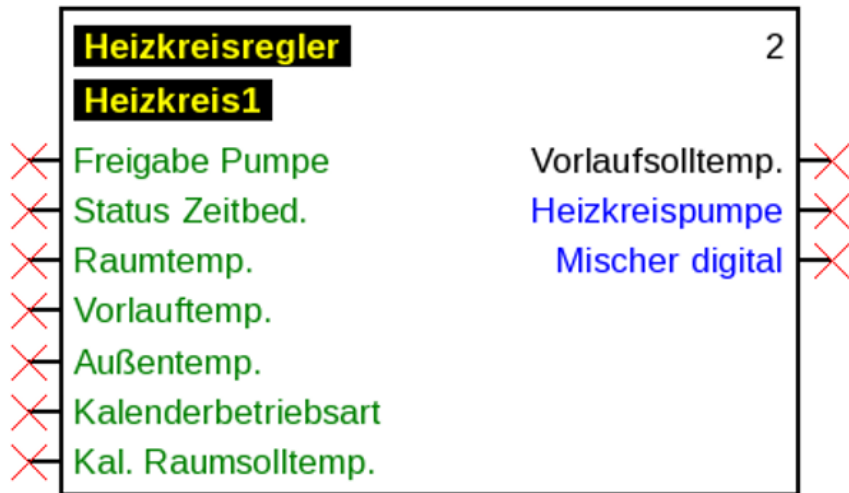 Heizkreisregler 2
Heizkreis1
Freigabe Pumpe Vorlaufsolltemp.
Status Zeitbed. Heizkreispumpe
Raumtemp. Mischer digital
Vorlauftemp.
Außentemp.
Kalenderbetriebsart
Kal. Raumsolltemp.